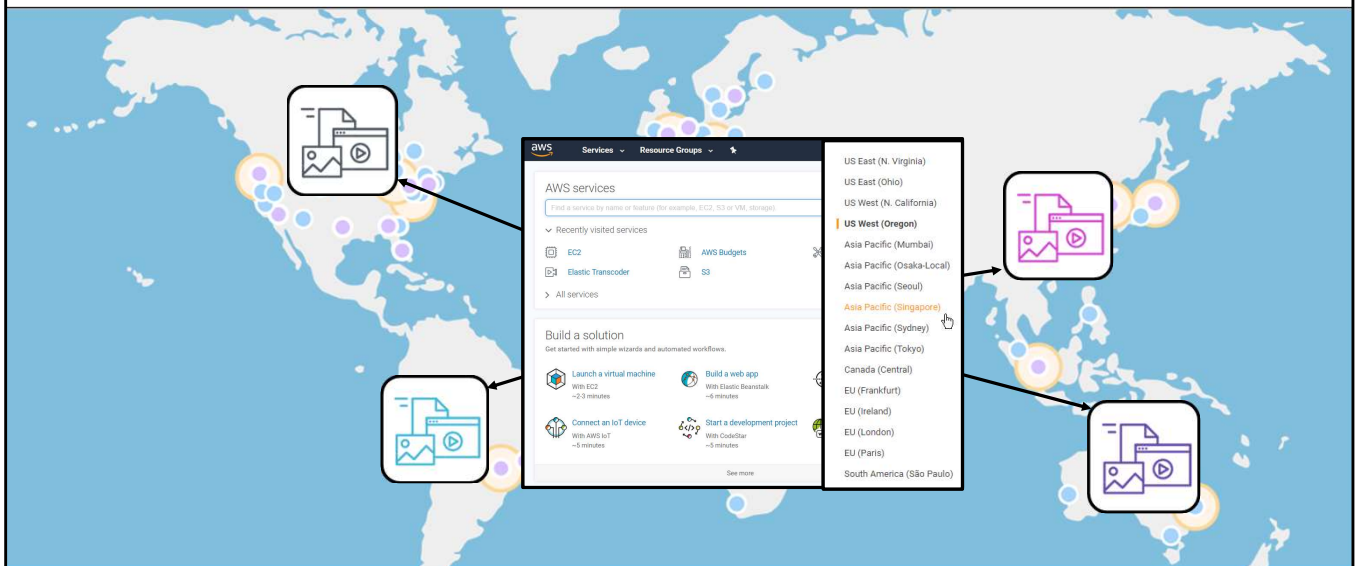 aws Services Resource Groups
AWS services
Find a service by name or feature (for example, EC2, S3 or VM, storage)
Recently visited services
EC2
AWS Budgets
Elastic Transcoder
S3
All services
Build a solution
Get started with simple wizards and automated workflows.
Launch a virtual machine
With EC2
~2-3 minutes
Build a web app
With Elastic Beanstalk
~6 minutes
Connect an IoT device
With AWS IoT
~5 minutes
Start a development project
With CodeStar
~5 minutes
See more
US East (N. Virginia)
US East (Ohio)
US West (N. California)
US West (Oregon)
Asia Pacific (Mumbai)
Asia Pacific (Osaka-Local)
Asia Pacific (Seoul)
Asia Pacific (Singapore)
Asia Pacific (Sydney)
Asia Pacific (Tokyo)
Canada (Central)
EU (Frankfurt)
EU (Ireland)
EU (London)
EU (Paris)
South America (São Paulo)